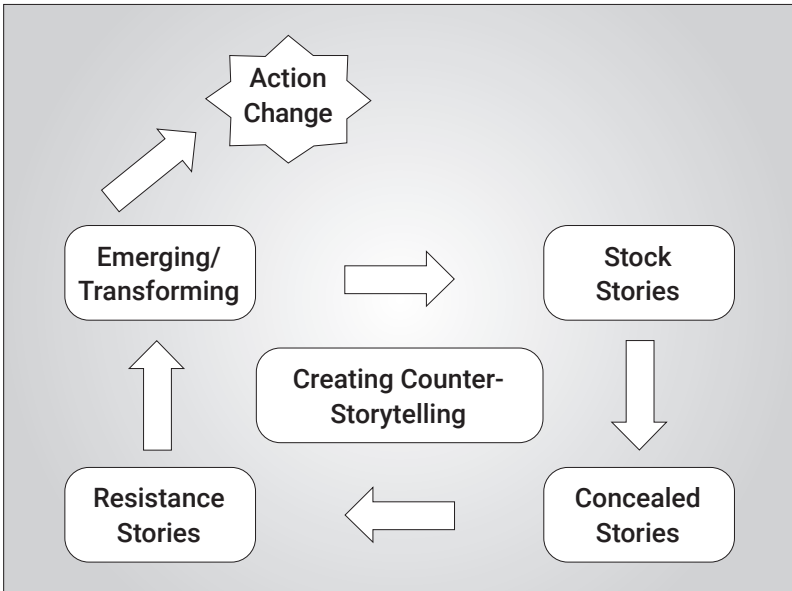 Action
Change
Emerging/
Transforming
Stock
Stories
Creating Counter-
Storytelling
Resistance
Stories
Concealed
Stories